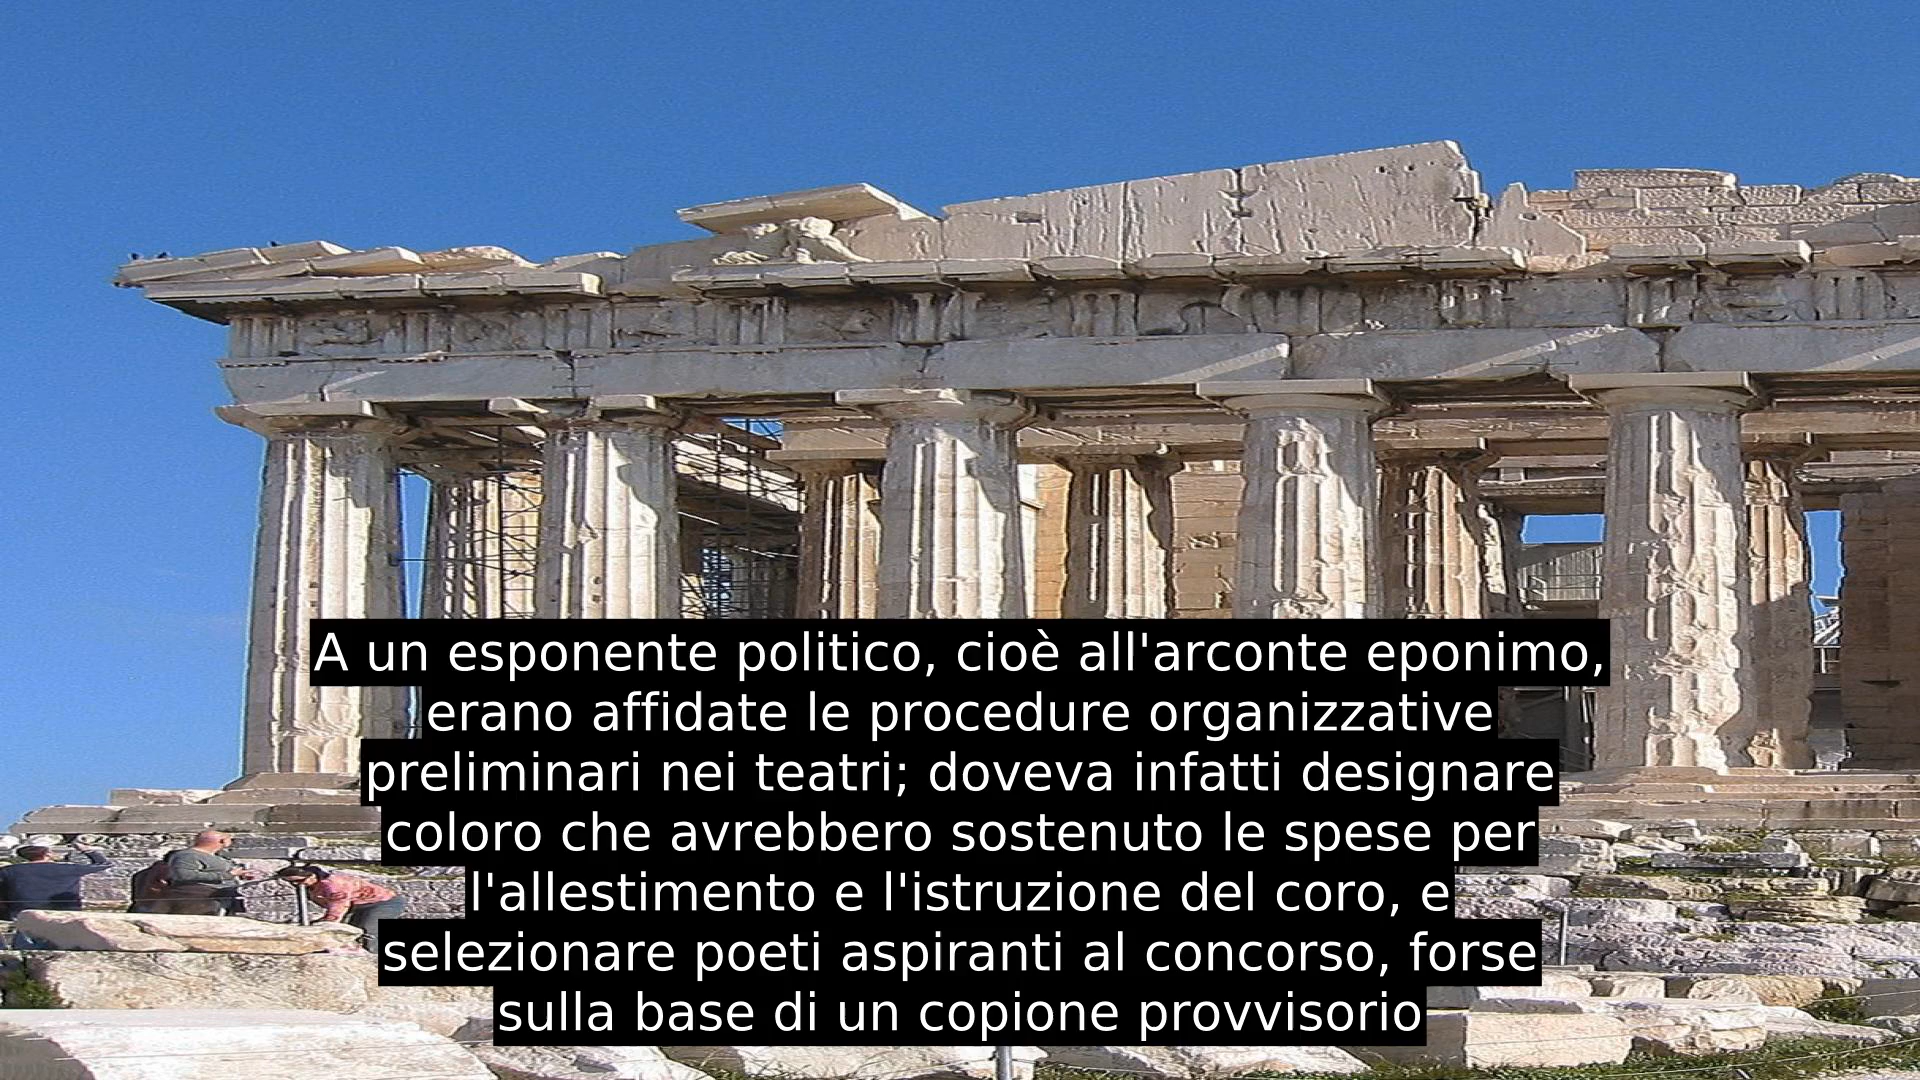 A un esponente politico, cioè all'arconte eponimo,
erano affidate le procedure organizzative
preliminari nei teatri; doveva infatti designare
coloro che avrebbero sostenuto le spese per
l'allestimento e l'istruzione del coro, e
selezionare poeti aspiranti al concorso, forse
sulla base di un copione provvisorio